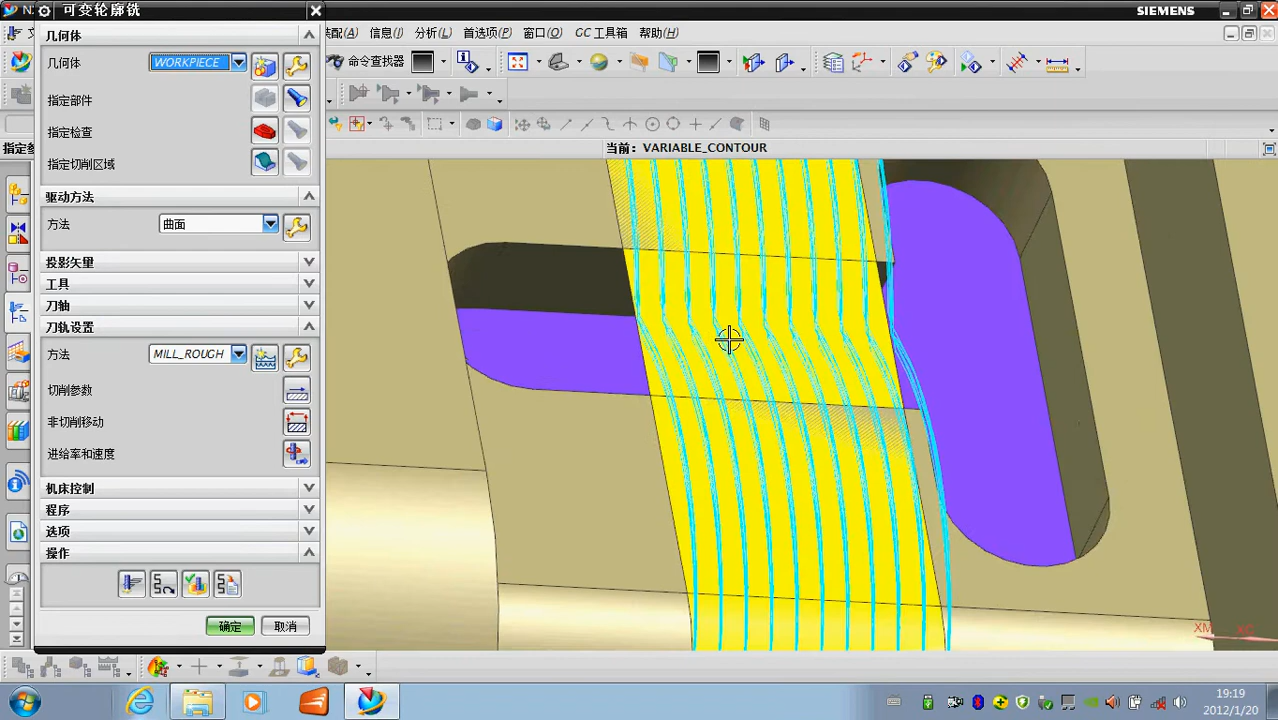 可变轮廓铣
SIEMENS
配(A) 信息(I) 分析(L) 首选项(P) 窗口(O) GC 工具箱 帮助(H)
几何体
几何体 WORKPIECE
命令查找器
指定部件
指定检查
当前: VARIABLE_CONTOUR
指定切削区域
驱动方法
方法 曲面
投影矢量
工具
刀轴
刀轨设置
方法 MILL_ROUGH
切削参数
非切削移动
进给率和速度
机床控制
程序
选项
操作
确定 取消
XM XC
19:19
2012/1/20